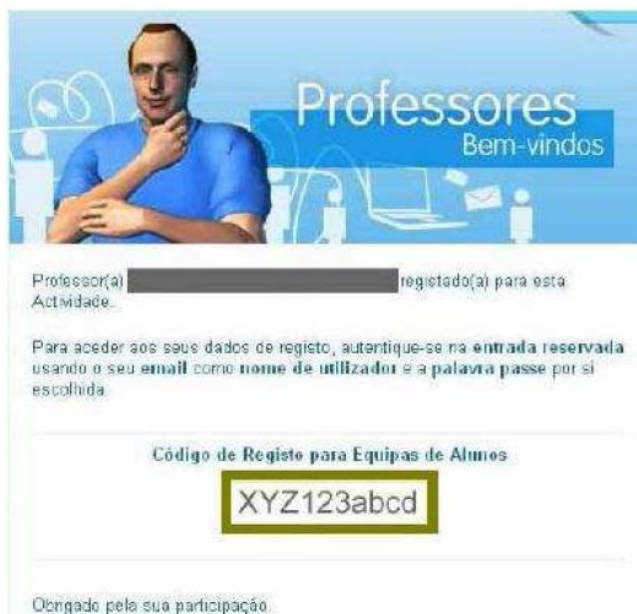 Professores
Bem-vindos
Professor(a) registado(a) para esta
Actividade.
Para aceder aos seus dados de registo, autentique-se na entrada reservada
usando o seu email como nome de utilizador e a palavra passe por si
escolhida.
Código de Registo para Equipas de Alunos
XYZ123abcd
Obrigado pela sua participação.